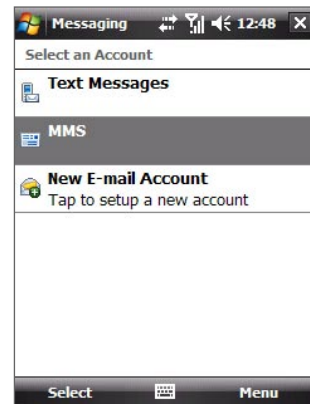 Messaging 12:48
Select an Account
Text Messages
MMS
New E-mail Account
Tap to setup a new account
Select Menu